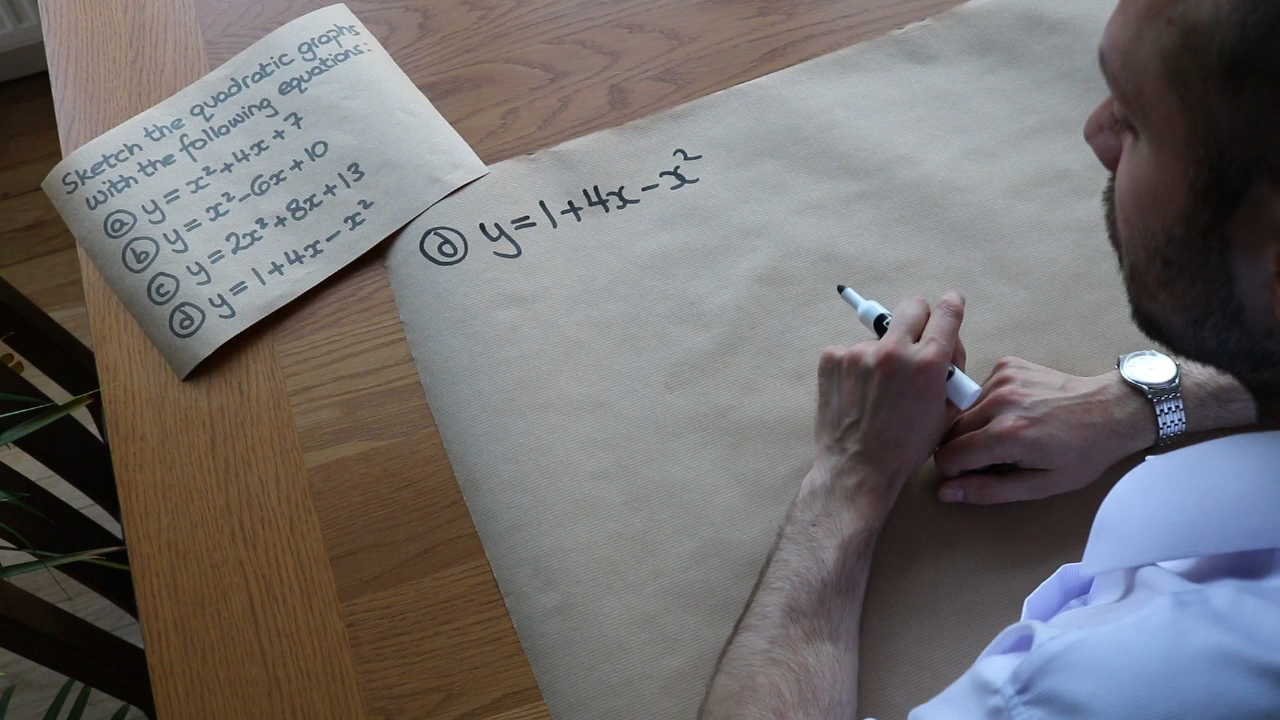 Sketch the quadratic graphs
with the following equations:
ⓐ y = x² + 4x + 7
ⓑ y = x² - 6x + 10
ⓒ y = 2x² + 8x + 13
ⓓ y = 1 + 4x - x²
ⓓ y = 1 + 4x - x²